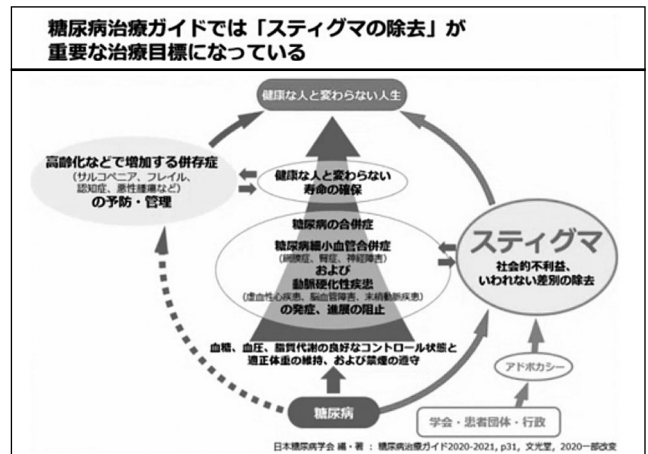 糖尿病治療ガイドでは「スティグマの除去」が
重要な治療目標になっている
健康な人と変わらない人生
高齢化などで増加する併存症
（サルコペニア、フレイル、
認知症、悪性腫瘍など）
の予防・管理
健康な人と変わらない
寿命の確保
糖尿病の合併症
糖尿病細小血管合併症
（網膜症、腎症、神経障害）
および
動脈硬化性疾患
（虚血性心疾患、脳血管障害、末梢動脈疾患）
の発症、進展の阻止
スティグマ
社会的不利益、
いわれない差別の除去
血糖、血圧、脂質代謝の良好なコントロール状態と
適正体重の維持、および禁煙の遵守
アドボカシー
糖尿病
学会・患者団体・行政
日本糖尿病学会 編・著 : 糖尿病治療ガイド2020-2021, p31, 文光堂, 2020一部改変